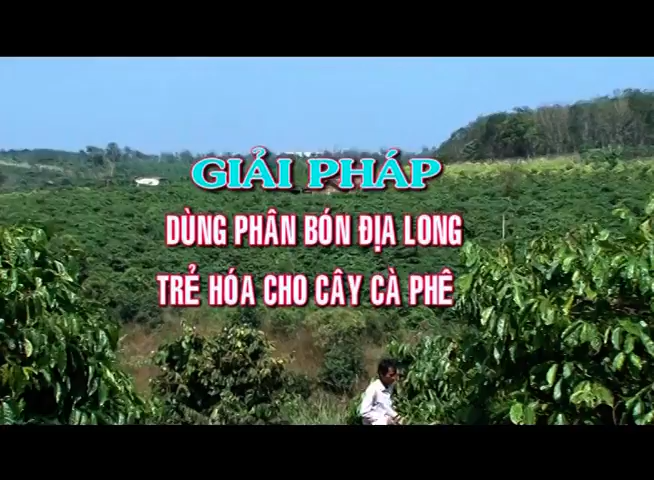 GIẢI PHÁP
DÙNG PHÂN BÓN ĐỊA LONG
TRẺ HÓA CHO CÂY CÀ PHÊ